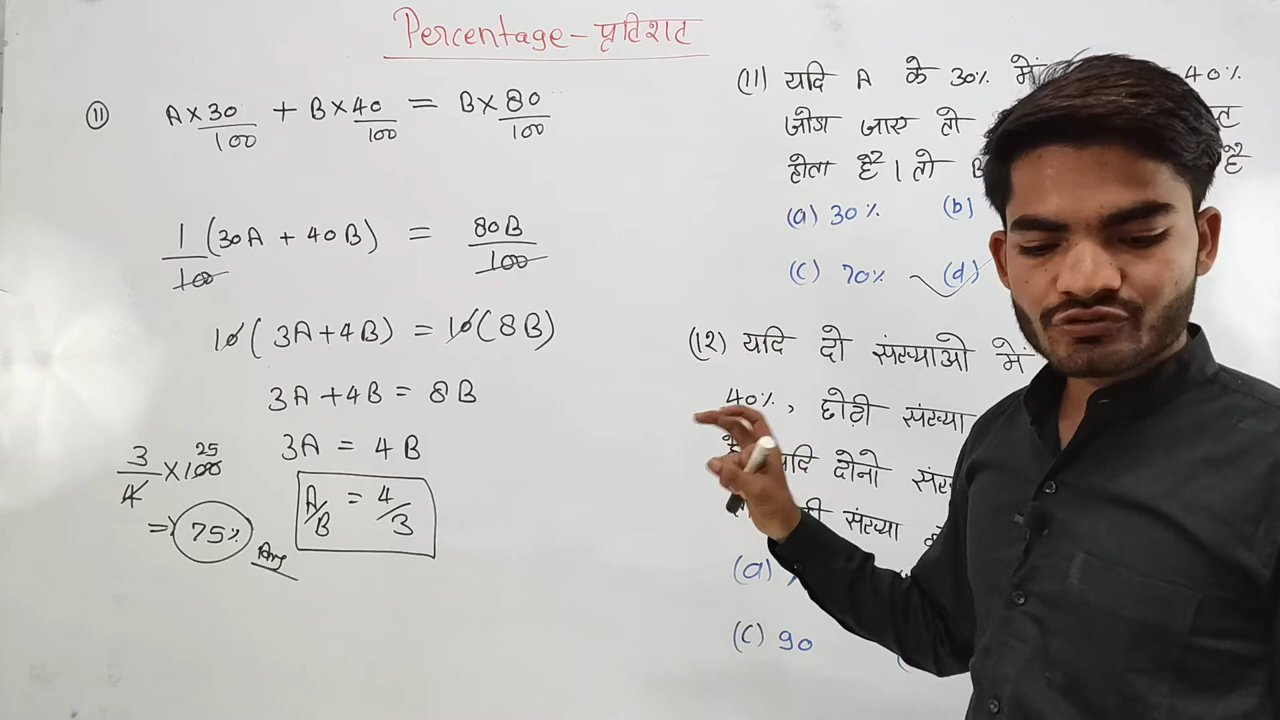 Percentage – प्रतिशत
(11) A×30/100 + B×40/100 = B×80/100
1/100 (30A + 40B) = 80B/100
10(3A+4B) = 10(8B)
3A+4B = 8B
3A = 4B
A/B = 4/3
3/4 ×100 25
=> 75% Ans
(11) यदि A के 30% में 40%
जोडा जाए तो
होता है। तो B है
(a) 30% (b)
(c) 70% (d)
(12) यदि दो संख्याओ में
40%, छोटी संख्या
यदि दोनो
संख्या
(a)
(c) 90